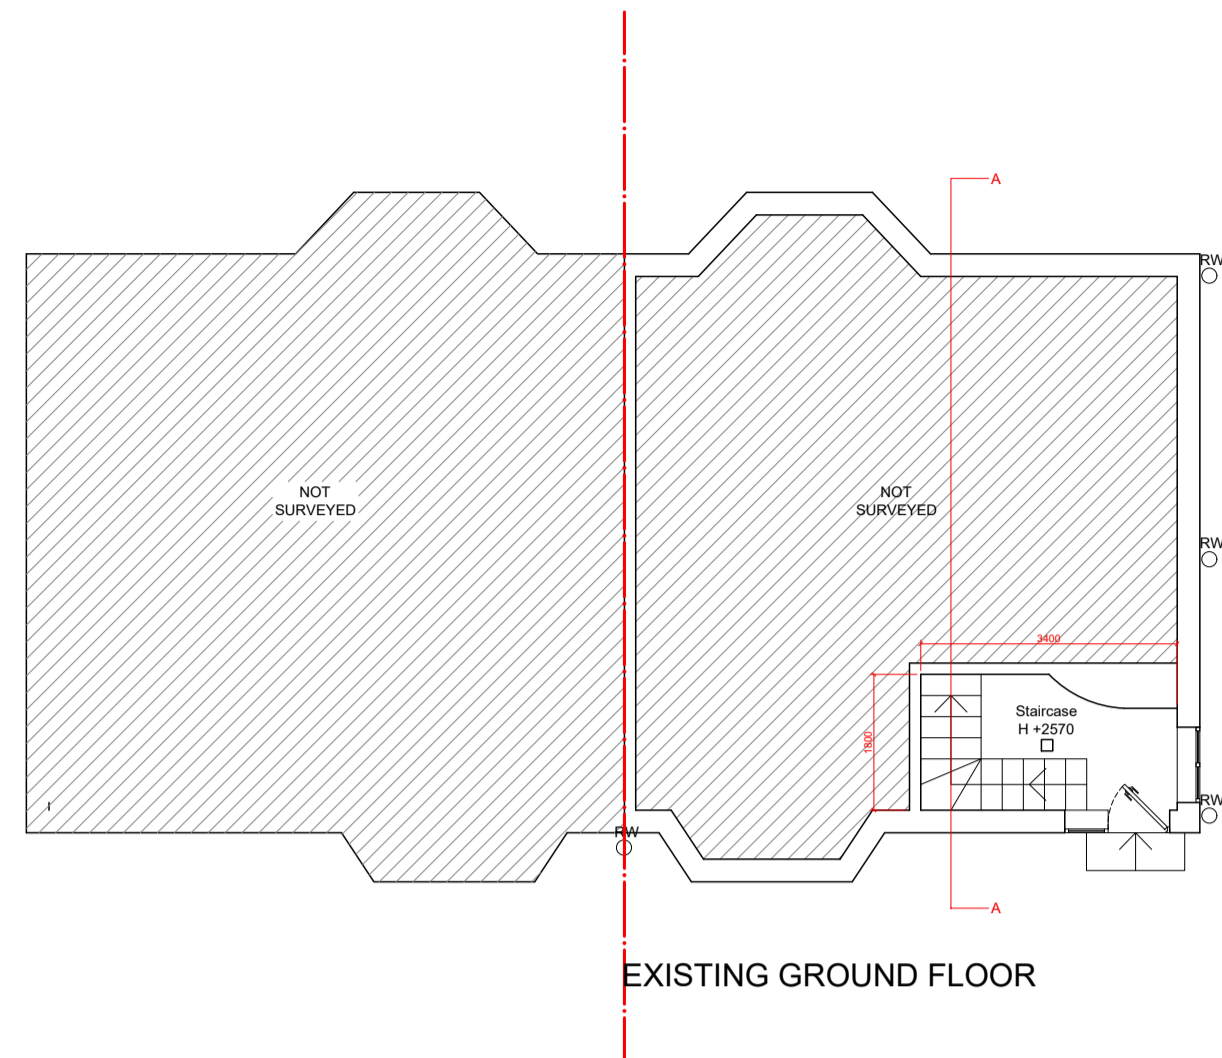 A
RW
NOT
SURVEYED
NOT
SURVEYED
RW
3400
Staircase
H +2570
1800
RW
RW
A
EXISTING GROUND FLOOR